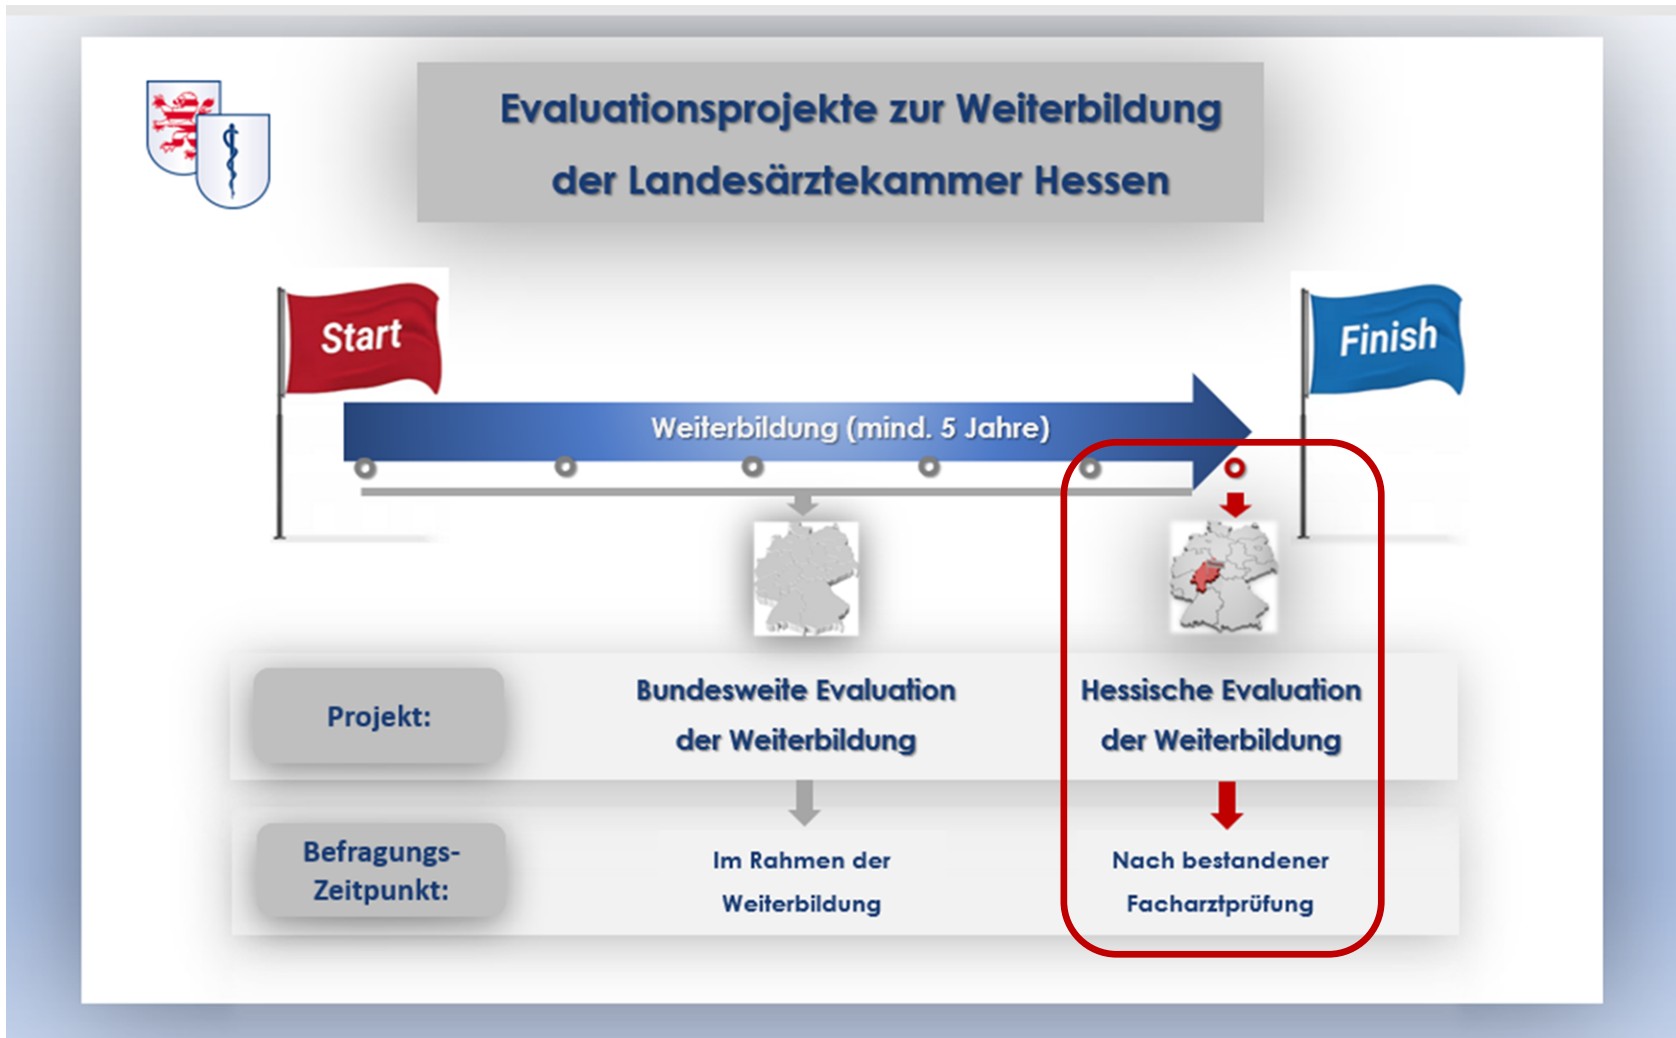 Evaluationsprojekte zur Weiterbildung
der Landesärztekammer Hessen
Start
Finish
Weiterbildung (mind. 5 Jahre)
Projekt:
Bundesweite Evaluation
der Weiterbildung
Hessische Evaluation
der Weiterbildung
Befragungs-
Zeitpunkt:
Im Rahmen der
Weiterbildung
Nach bestandener
Facharztprüfung